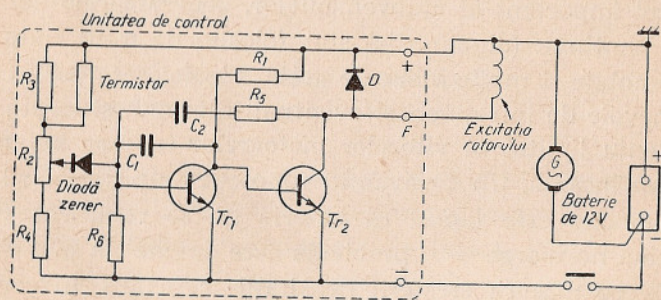 Unitatea de control
R3
Termistor
R1
D
+
C2
R5
F
Excitatia
rotorului
R2
C1
Diodă
zener
G
+
Baterie
de 12V
Tr1
Tr2
R4
R6
−
−